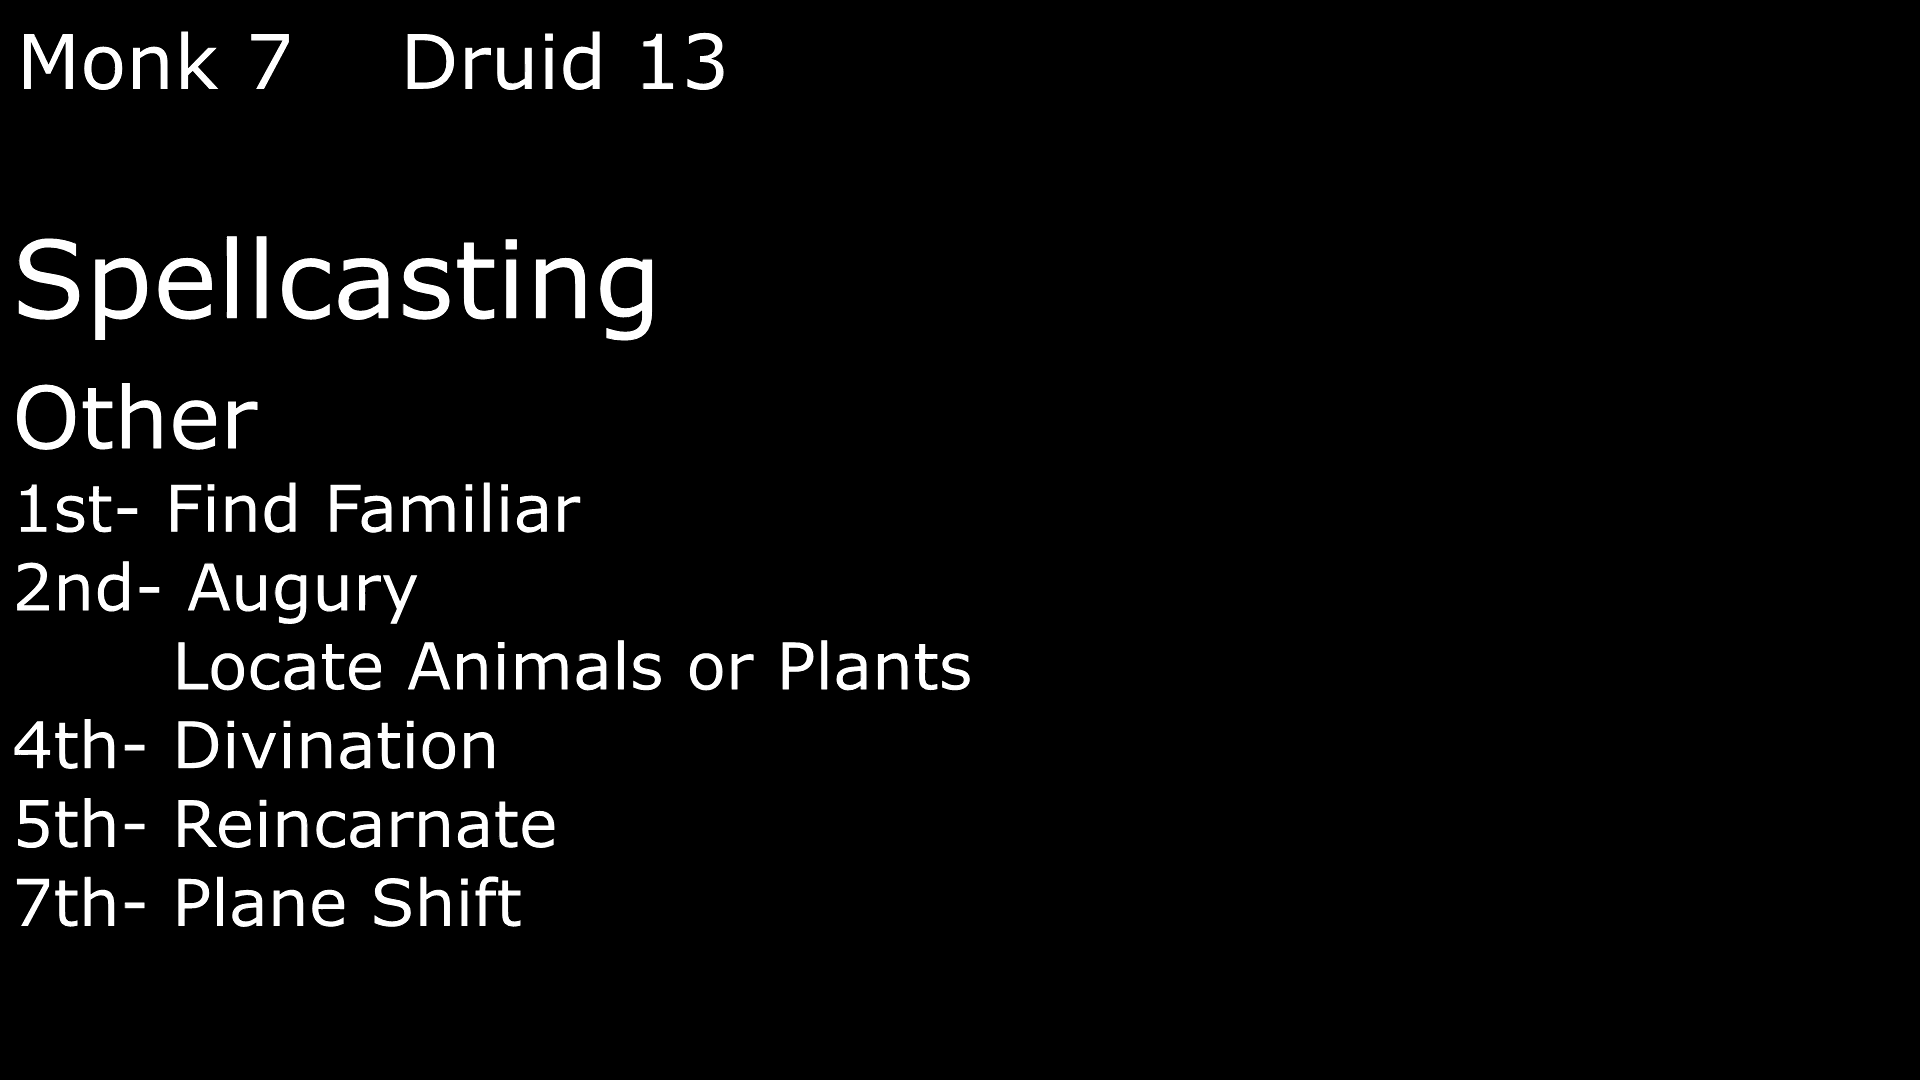 Monk 7    Druid 13
Spellcasting
Other
1st- Find Familiar
2nd- Augury
Locate Animals or Plants
4th- Divination
5th- Reincarnate
7th- Plane Shift